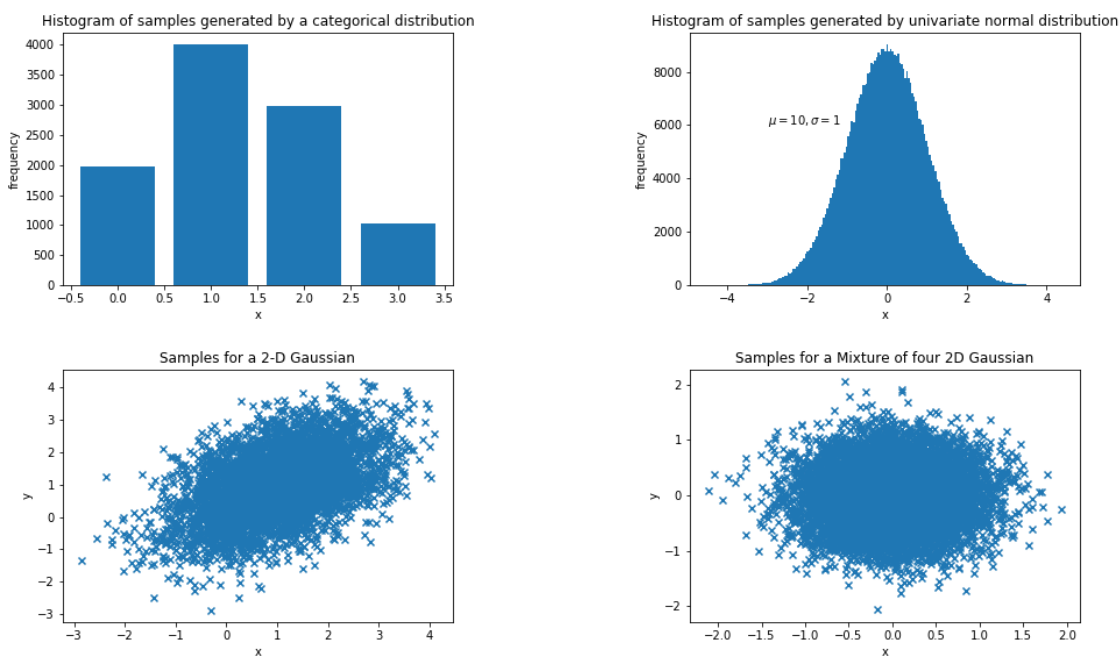 Histogram of samples generated by a categorical distribution
4000
3500
3000
2500
2000
1500
1000
500
0
frequency
−0.5 0.0 0.5 1.0 1.5 2.0 2.5 3.0 3.5
x
Histogram of samples generated by univariate normal distribution
8000
6000
4000
2000
0
frequency
μ = 10, σ = 1
−4 −2 0 2 4
x
Samples for a 2-D Gaussian
4
3
2
1
0
−1
−2
−3
y
−3 −2 −1 0 1 2 3 4
x
Samples for a Mixture of four 2D Gaussian
2
1
0
−1
−2
y
−2.0 −1.5 −1.0 −0.5 0.0 0.5 1.0 1.5 2.0
x